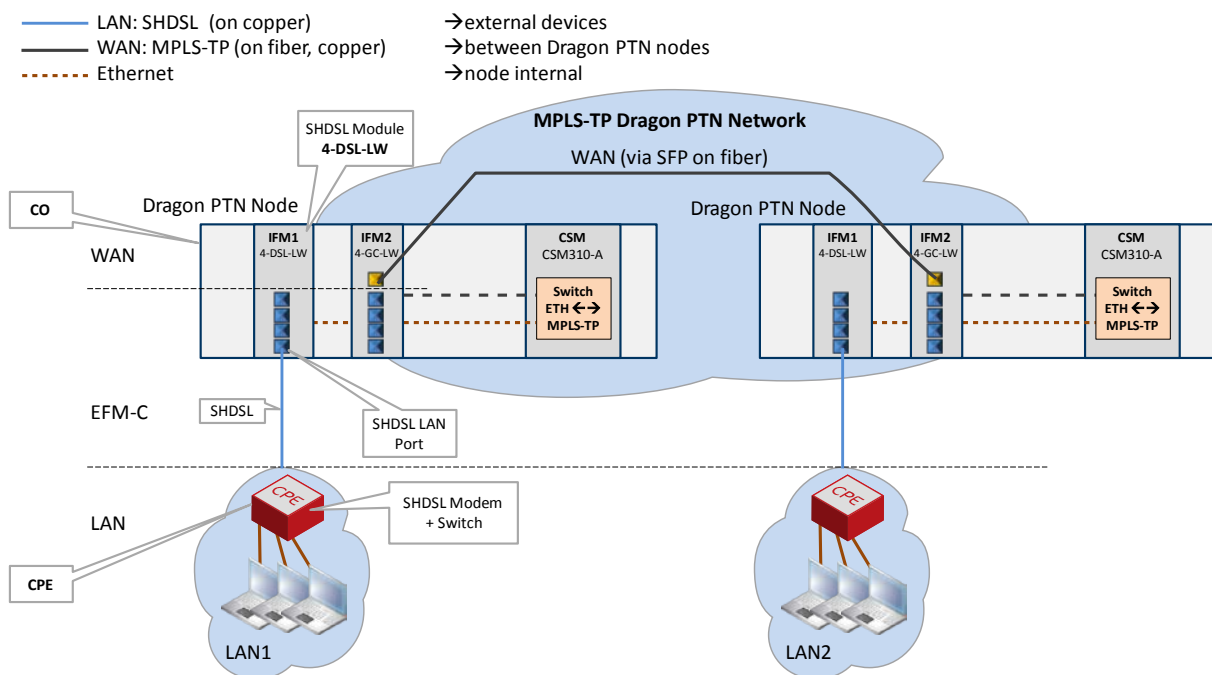 LAN: SHDSL (on copper) →external devices
WAN: MPLS-TP (on fiber, copper) →between Dragon PTN nodes
Ethernet →node internal
SHDSL Module
4-DSL-LW
MPLS-TP Dragon PTN Network
WAN (via SFP on fiber)
CO
Dragon PTN Node
Dragon PTN Node
WAN
IFM1
4-DSL-LW
IFM2
4-GC-LW
CSM
CSM310-A
Switch
ETH ←→
MPLS-TP
IFM1
4-DSL-LW
IFM2
4-GC-LW
CSM
CSM310-A
Switch
ETH ←→
MPLS-TP
EFM-C
SHDSL
SHDSL LAN
Port
LAN
CPE
SHDSL Modem
+ Switch
CPE
CPE
LAN1
LAN2